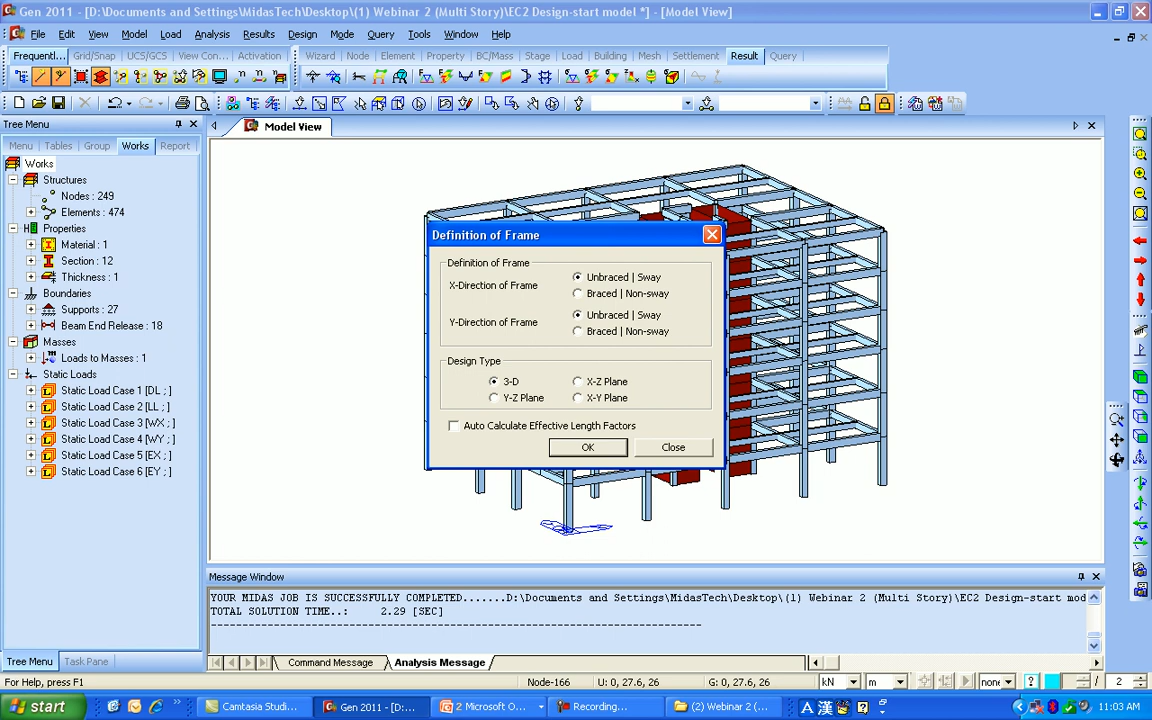 Gen 2011 - [D:\Documents and Settings\MidasTech\Desktop\(1) Webinar 2 (Multi Story)\EC2 Design-start model *] - [Model View]
File Edit View Model Load Analysis Results Design Mode Query Tools Window Help
Frequentl... Grid/Snap UCS/GCS View Con... Activation Wizard Node Element Property BC/Mass Stage Load Building Mesh Settlement Result Query
Tree Menu
Model View
Menu Tables Group Works Report
Works
Structures
Nodes : 249
Elements : 474
Properties
Material : 1
Section : 12
Thickness : 1
Boundaries
Supports : 27
Beam End Release : 18
Masses
Loads to Masses : 1
Static Loads
Static Load Case 1 [DL ; ]
Static Load Case 2 [LL ; ]
Static Load Case 3 [WX ; ]
Static Load Case 4 [WY ; ]
Static Load Case 5 [EX ; ]
Static Load Case 6 [EY ; ]
Definition of Frame
Definition of Frame
X-Direction of Frame
Unbraced | Sway
Braced | Non-sway
Y-Direction of Frame
Unbraced | Sway
Braced | Non-sway
Design Type
3-D X-Z Plane
Y-Z Plane X-Y Plane
Auto Calculate Effective Length Factors
OK Close
Message Window
YOUR MIDAS JOB IS SUCCESSFULLY COMPLETED.......D:\Documents and Settings\MidasTech\Desktop\(1) Webinar 2 (Multi Story)\EC2 Design-start mod
TOTAL SOLUTION TIME..: 2.29 [SEC]
--------------------------------------------------------------------------------
Tree Menu Task Pane
Command Message Analysis Message
For Help, press F1
Node-166 U: 0, 27.6, 26 G: 0, 27.6, 26 kN m none ? / 2
start Camtasia Studi... Gen 2011 - [D:... 2 Microsoft O... Recording... (2) Webinar 2 ... A 漢 ? 11:03 AM